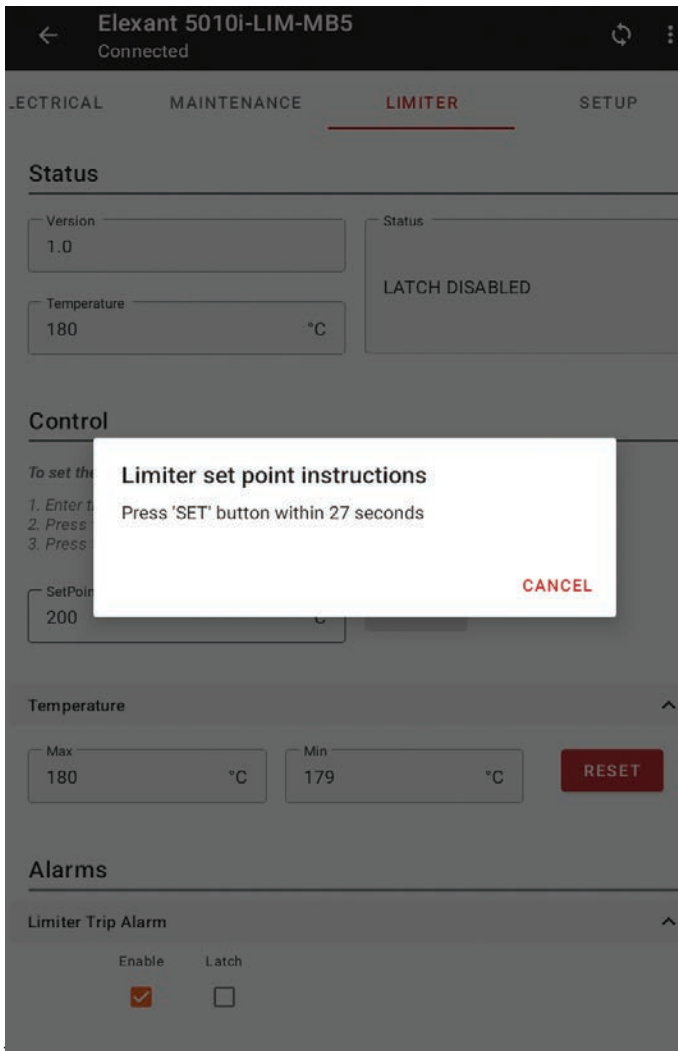 Elexant 5010i-LIM-MB5
Connected
LECTRICAL MAINTENANCE LIMITER SETUP
Status
Version
1.0
Status
LATCH DISABLED
Temperature
180 °C
Control
To set the
1. Enter t
2. Press
3. Press
Limiter set point instructions
Press 'SET' button within 27 seconds
CANCEL
SetPoin
200 C
Temperature
Max
180 °C
Min
179 °C
RESET
Alarms
Limiter Trip Alarm
Enable Latch